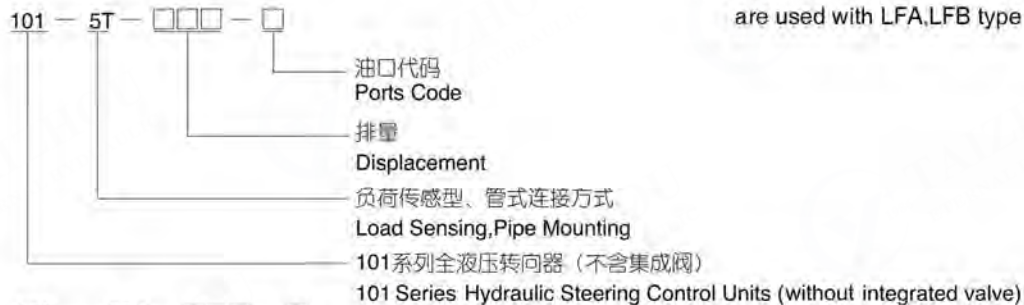 are used with LFA,LFB type
101 — 5T — □□□ — □
油口代码
Ports Code
排量
Displacement
负荷传感型、管式连接方式
Load Sensing,Pipe Mounting
101系列全液压转向器（不含集成阀）
101 Series Hydraulic Steering Control Units (without integrated valve)